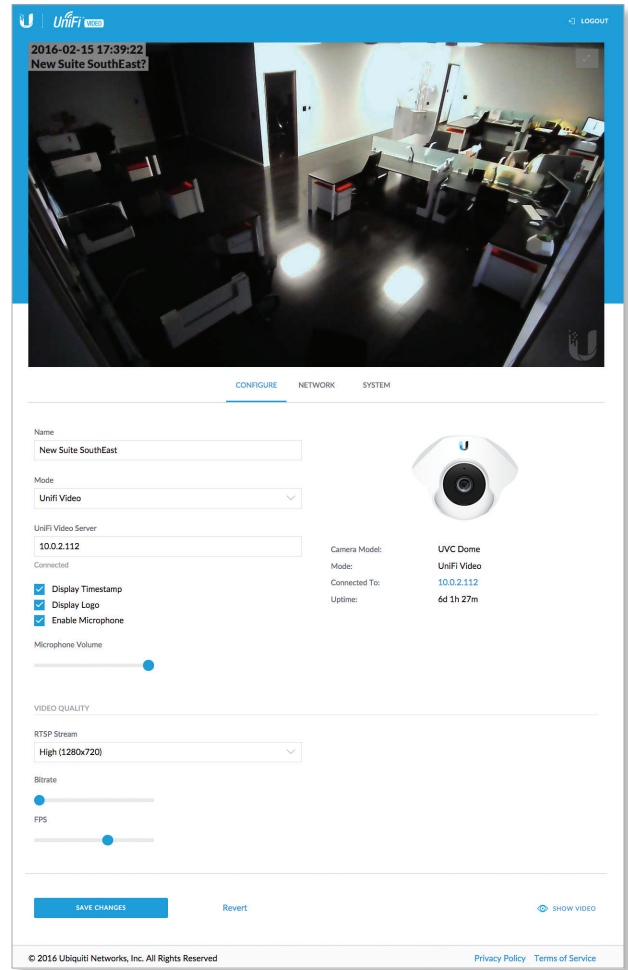 UniFi VIDEO
LOGOUT
2016-02-15 17:39:22
New Suite SouthEast?
CONFIGURE NETWORK SYSTEM
Name
New Suite SouthEast
Mode
Unifi Video
UniFi Video Server
10.0.2.112
Connected
Display Timestamp
Display Logo
Enable Microphone
Microphone Volume
Camera Model: UVC Dome
Mode: UniFi Video
Connected To: 10.0.2.112
Uptime: 6d 1h 27m
VIDEO QUALITY
RTSP Stream
High (1280x720)
Bitrate
FPS
SAVE CHANGES Revert SHOW VIDEO
© 2016 Ubiquiti Networks, Inc. All Rights Reserved Privacy Policy Terms of Service